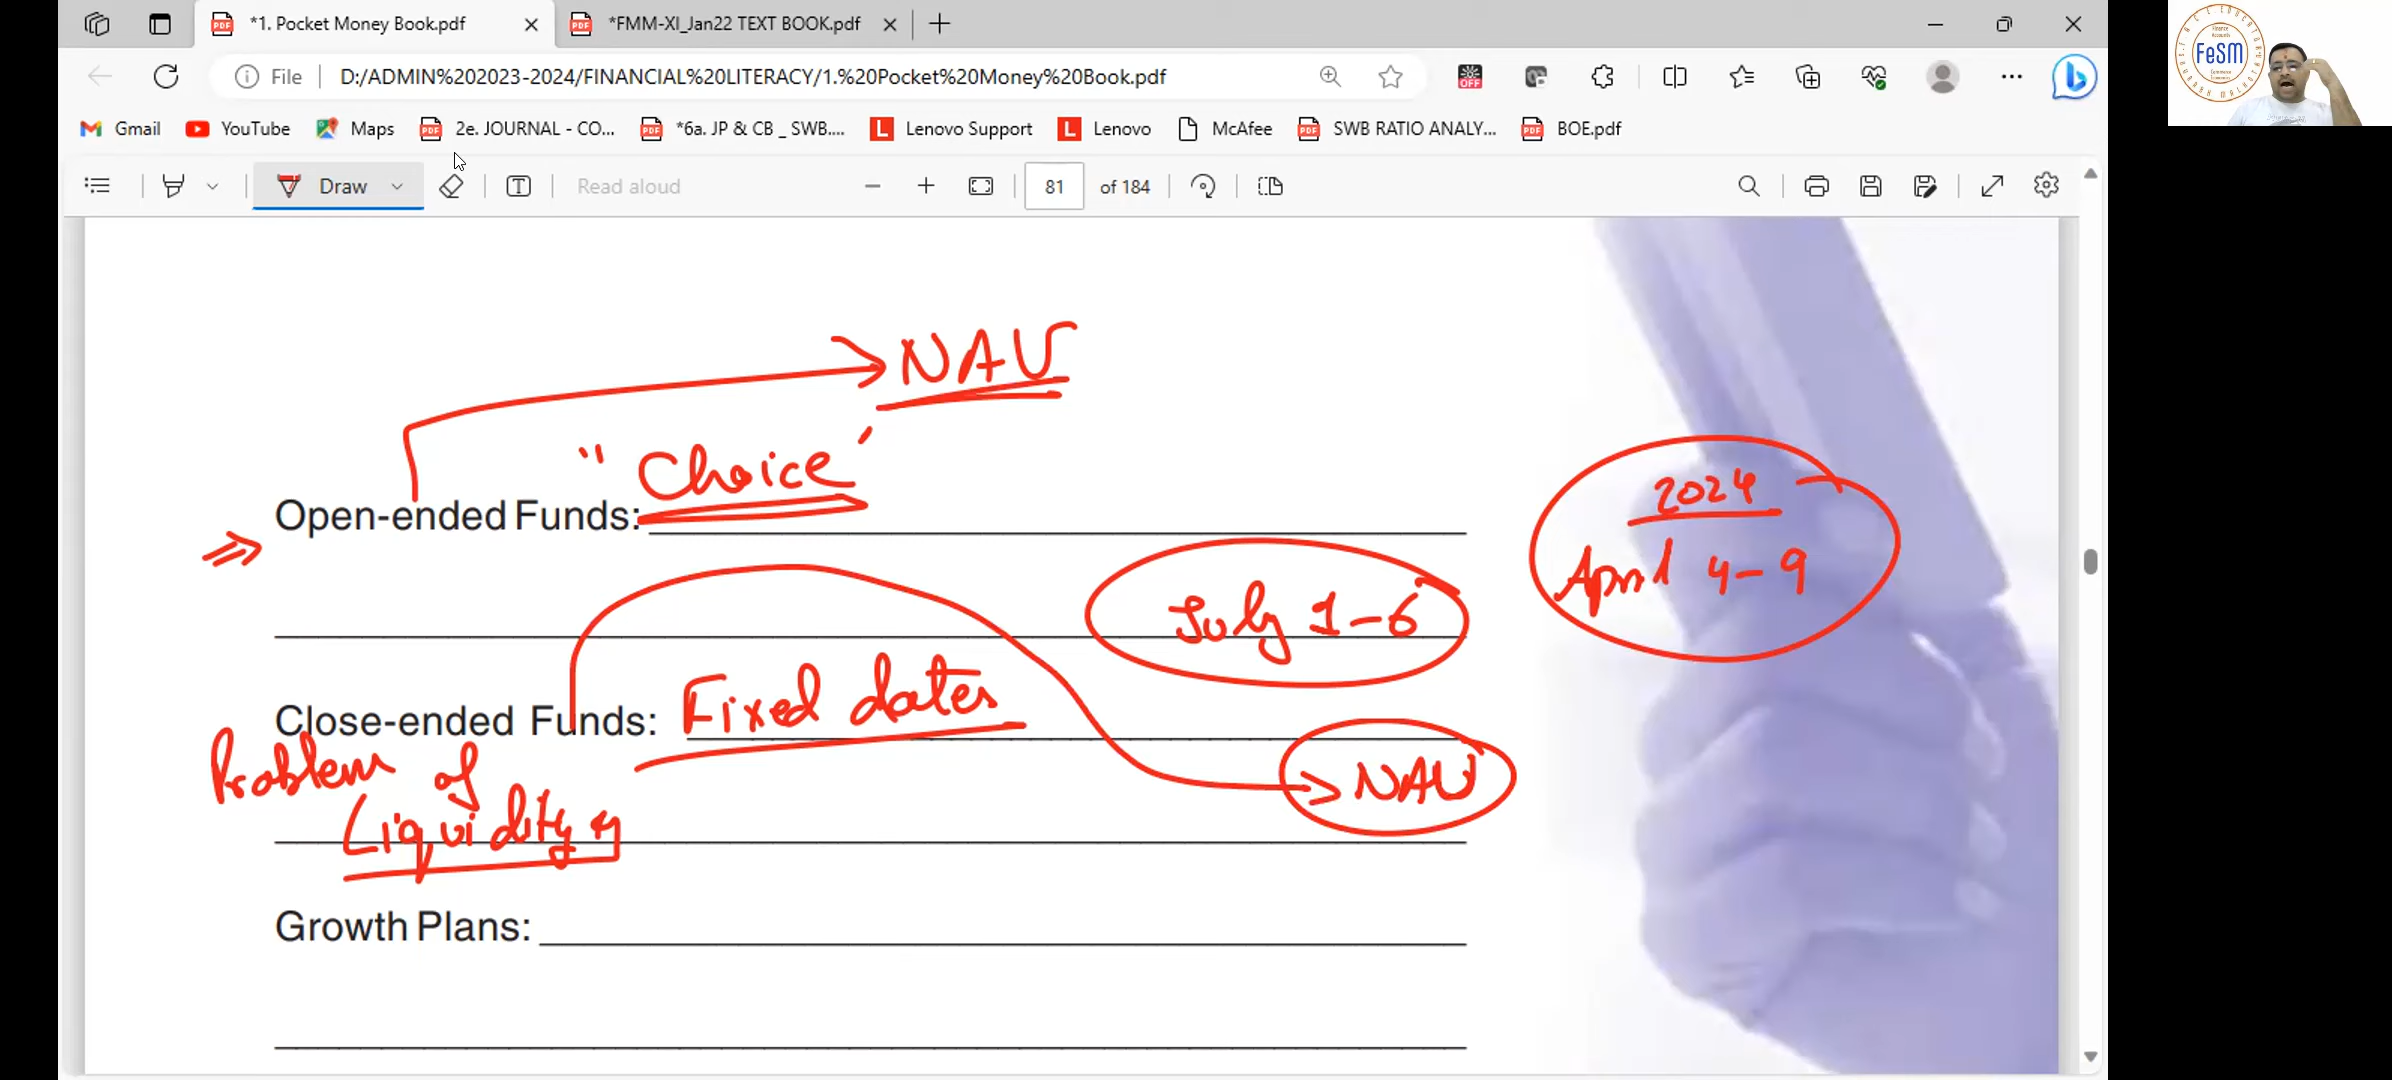 *1. Pocket Money Book.pdf
*FMM-XI_Jan22 TEXT BOOK.pdf
File | D:/ADMIN%202023-2024/FINANCIAL%20LITERACY/1.%20Pocket%20Money%20Book.pdf
OFF
Gmail YouTube Maps 2e. JOURNAL - CO... *6a. JP & CB _ SWB.... Lenovo Support Lenovo McAfee SWB RATIO ANALY... BOE.pdf
Draw Read aloud 81 of 184
FeSM
NAV
" Choice '
Open-ended Funds:
2024
April 4-9
July 1-6
Close-ended Funds: Fixed dates
Problem of
Liquidity
NAV
Growth Plans: